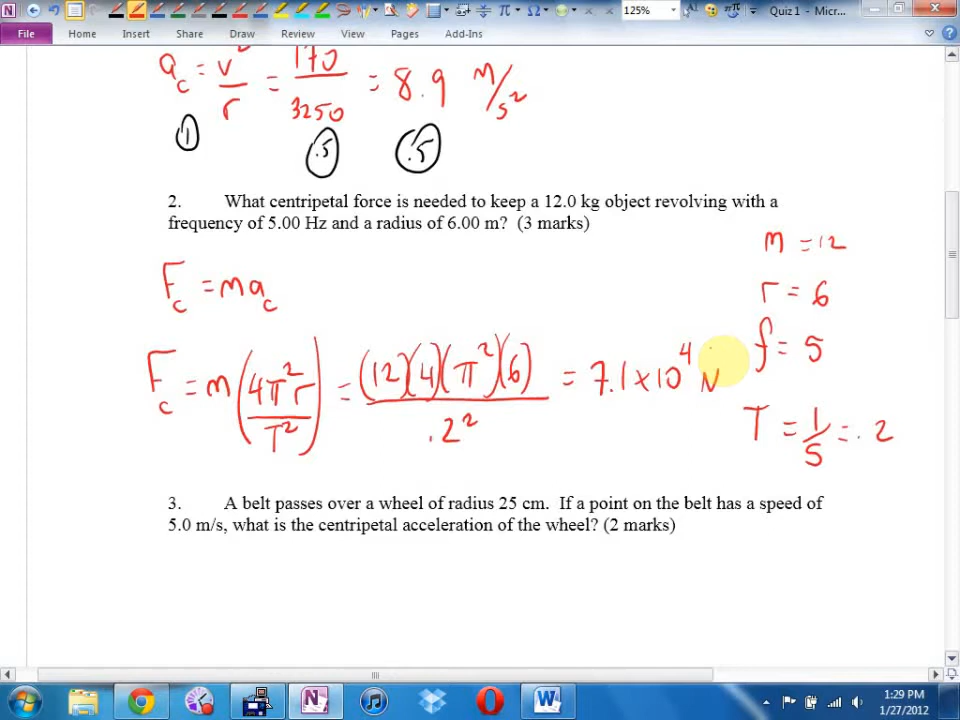 125%
Quiz 1 - Micr...
File Home Insert Share Draw Review View Pages Add-Ins
a_c = v²/r = 170/3250 = 8.9 m/s²
1 .5 .5
2. What centripetal force is needed to keep a 12.0 kg object revolving with a
frequency of 5.00 Hz and a radius of 6.00 m? (3 marks)
m = 12
F_c = ma_c
r = 6
f = 5
F_c = m(4π²r/T²) = (12)(4)(π²)(6)/.2² = 7.1 x 10⁴ N
T = 1/5 = .2
3. A belt passes over a wheel of radius 25 cm. If a point on the belt has a speed of
5.0 m/s, what is the centripetal acceleration of the wheel? (2 marks)
1:29 PM
1/27/2012